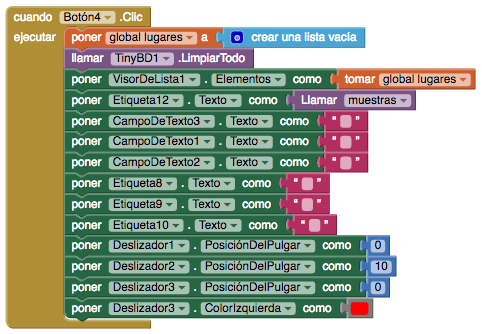 cuando Botón4 .Clic
ejecutar poner global lugares a crear una lista vacía
llamar TinyBD1 .LimpiarTodo
poner VisorDeLista1 . Elementos como tomar global lugares
poner Etiqueta12 . Texto como Llamar muestras
poner CampoDeTexto3 . Texto como “ ”
poner CampoDeTexto1 . Texto como “ ”
poner CampoDeTexto2 . Texto como “ ”
poner Etiqueta8 . Texto como “ ”
poner Etiqueta9 . Texto como “ ”
poner Etiqueta10 . Texto como “ ”
poner Deslizador1 . PosiciónDelPulgar como 0
poner Deslizador2 . PosiciónDelPulgar como 10
poner Deslizador3 . PosiciónDelPulgar como 0
poner Deslizador3 . ColorIzquierda como